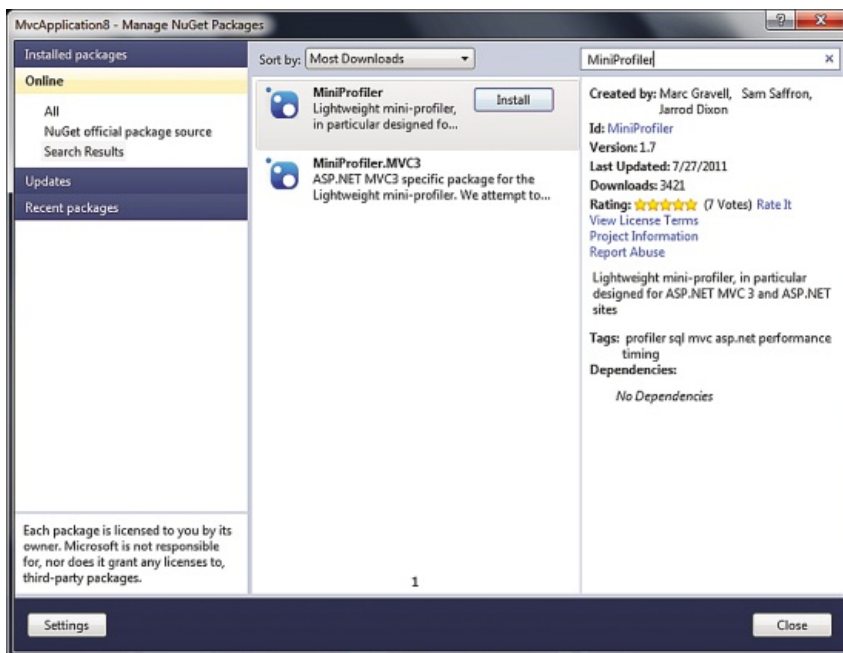 MvcApplication8 - Manage NuGet Packages
Installed packages
Online
All
NuGet official package source
Search Results
Updates
Recent packages
Each package is licensed to you by its
owner. Microsoft is not responsible
for, nor does it grant any licenses to,
third-party packages.
Settings
Sort by: Most Downloads
MiniProfiler
Lightweight mini-profiler,
in particular designed fo...
Install
MiniProfiler.MVC3
ASP.NET MVC3 specific package for the
Lightweight mini-profiler. We attempt to...
1
MiniProfiler
Created by: Marc Gravell, Sam Saffron,
Jarrod Dixon
Id: MiniProfiler
Version: 1.7
Last Updated: 7/27/2011
Downloads: 3421
Rating: (7 Votes) Rate It
View License Terms
Project Information
Report Abuse
Lightweight mini-profiler, in particular
designed for ASP.NET MVC 3 and ASP.NET
sites
Tags: profiler sql mvc asp.net performance
timing
Dependencies:
No Dependencies
Close